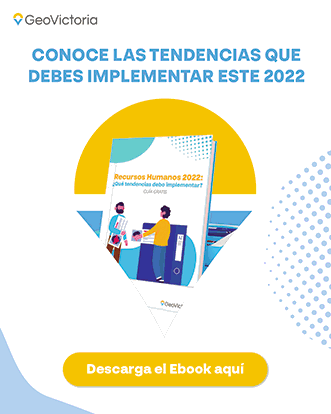 GeoVictoria
CONOCE LAS TENDENCIAS QUE
DEBES IMPLEMENTAR ESTE 2022
Recursos Humanos 2022:
¿Qué tendencias debo implementar?
GUÍA GRATIS
GeoVict
Descarga el Ebook aquí